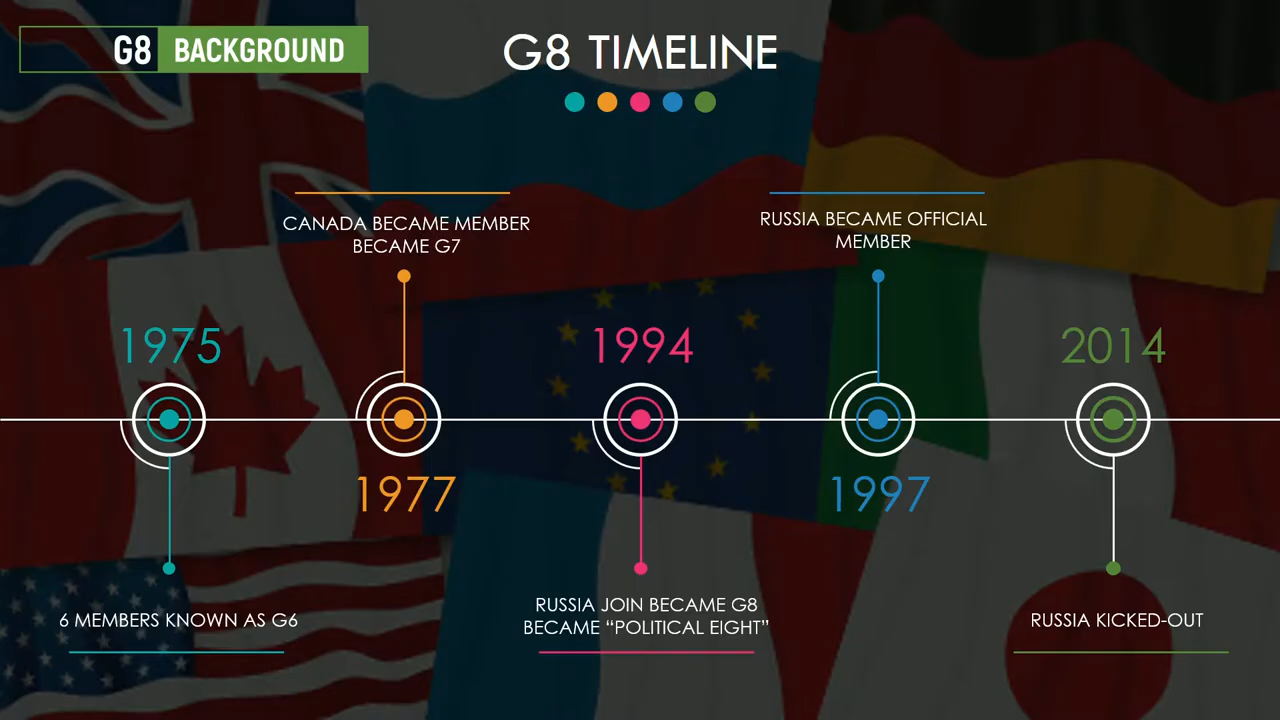 G8 BACKGROUND
G8 TIMELINE
CANADA BECAME MEMBER
BECAME G7
RUSSIA BECAME OFFICIAL
MEMBER
1975
1994
2014
1977
1997
6 MEMBERS KNOWN AS G6
RUSSIA JOIN BECAME G8
BECAME “POLITICAL EIGHT”
RUSSIA KICKED-OUT